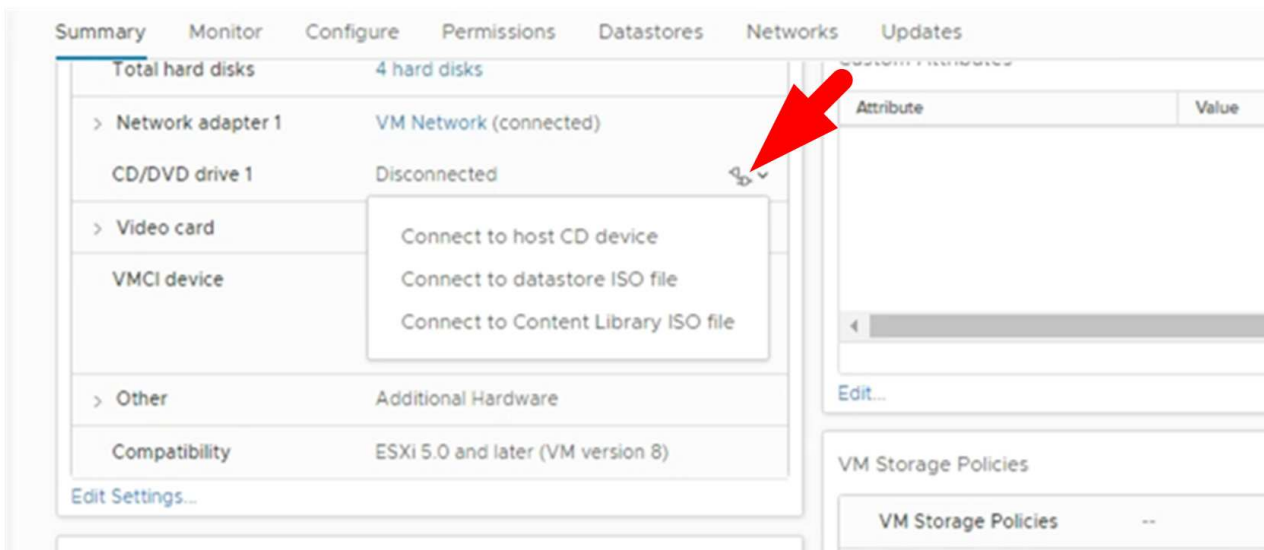 Summary Monitor Configure Permissions Datastores Networks Updates
Total hard disks 4 hard disks
> Network adapter 1 VM Network (connected)
CD/DVD drive 1 Disconnected
> Video card
Connect to host CD device
Connect to datastore ISO file
Connect to Content Library ISO file
VMCI device
> Other Additional Hardware
Compatibility ESXi 5.0 and later (VM version 8)
Edit Settings...
Custom Attributes
Attribute Value
Edit...
VM Storage Policies
VM Storage Policies --